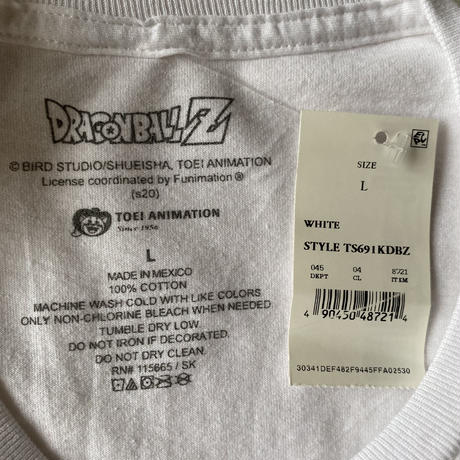 DRAGONBALL Z
© BIRD STUDIO/SHUEISHA, TOEI ANIMATION
License coordinated by Funimation ®
(s20)
TOEI ANIMATION
Since 1956
L
MADE IN MEXICO
100% COTTON
MACHINE WASH COLD WITH LIKE COLORS
ONLY NON-CHLORINE BLEACH WHEN NEEDED
TUMBLE DRY LOW
DO NOT IRON IF DECORATED.
DO NOT DRY CLEAN.
RN# 115665 / SK
SIZE
L
WHITE
STYLE TS691KDBZ
045 04 8721
DEPT CL ITEM
4 90450 48721 4
30341DEF482F9445FFA02530